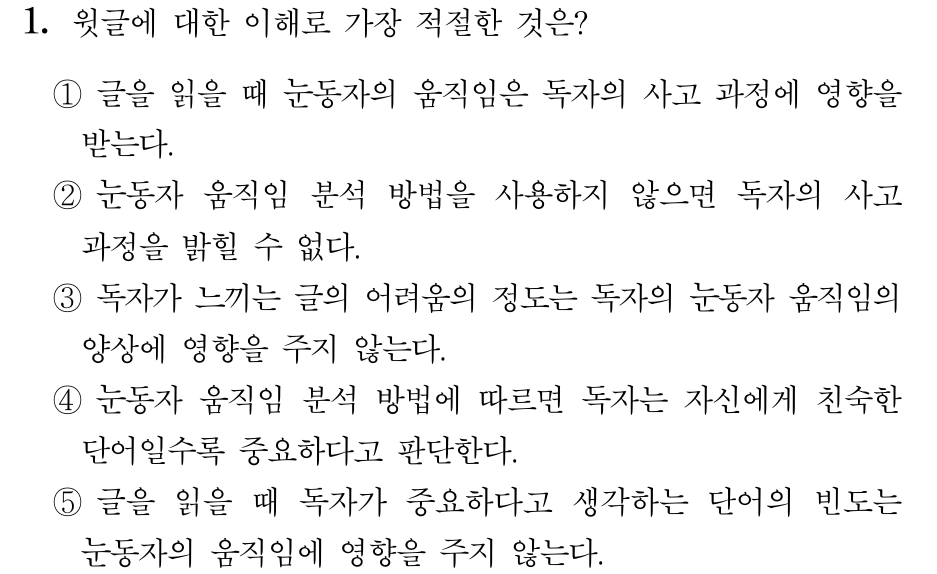 1. 윗글에 대한 이해로 가장 적절한 것은?
① 글을 읽을 때 눈동자의 움직임은 독자의 사고 과정에 영향을
받는다.
② 눈동자 움직임 분석 방법을 사용하지 않으면 독자의 사고
과정을 밝힐 수 없다.
③ 독자가 느끼는 글의 어려움의 정도는 독자의 눈동자 움직임의
양상에 영향을 주지 않는다.
④ 눈동자 움직임 분석 방법에 따르면 독자는 자신에게 친숙한
단어일수록 중요하다고 판단한다.
⑤ 글을 읽을 때 독자가 중요하다고 생각하는 단어의 빈도는
눈동자의 움직임에 영향을 주지 않는다.